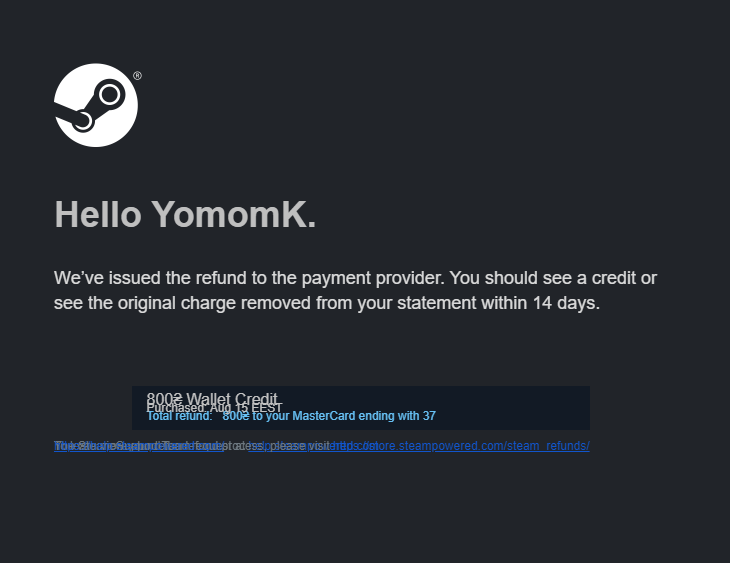 ®
Hello YomomK.
We’ve issued the refund to the payment provider. You should see a credit or
see the original charge removed from your statement within 14 days.
800₴ Wallet Credit
Purchased: Aug 15 EEST
Total refund: 800₴ to your MasterCard ending with 37
process, please visit https://store.steampowered.com/steam_refunds/